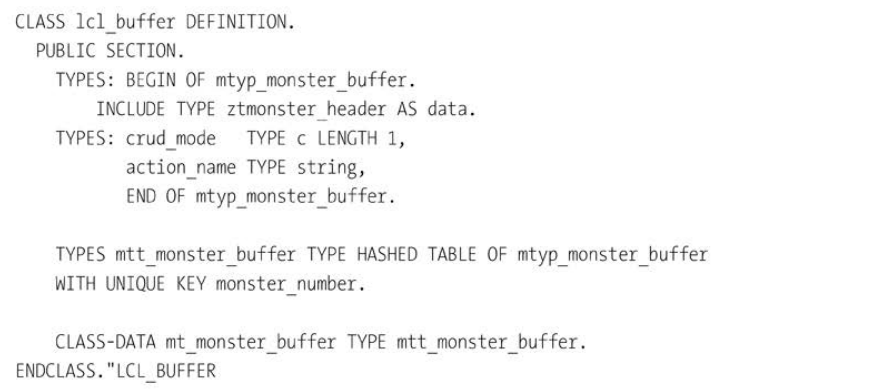 CLASS lcl_buffer DEFINITION.
PUBLIC SECTION.
TYPES: BEGIN OF mtyp_monster_buffer.
INCLUDE TYPE ztmonster_header AS data.
TYPES: crud_mode TYPE c LENGTH 1,
action_name TYPE string,
END OF mtyp_monster_buffer.
TYPES mtt_monster_buffer TYPE HASHED TABLE OF mtyp_monster_buffer
WITH UNIQUE KEY monster_number.
CLASS-DATA mt_monster_buffer TYPE mtt_monster_buffer.
ENDCLASS."LCL_BUFFER